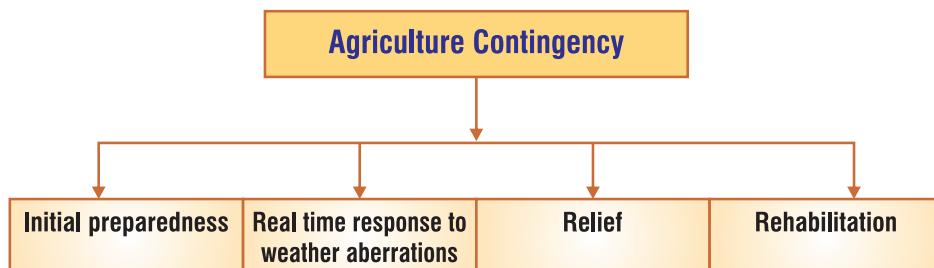 Agriculture Contingency
Initial preparedness
Real time response to
weather aberrations
Relief
Rehabilitation